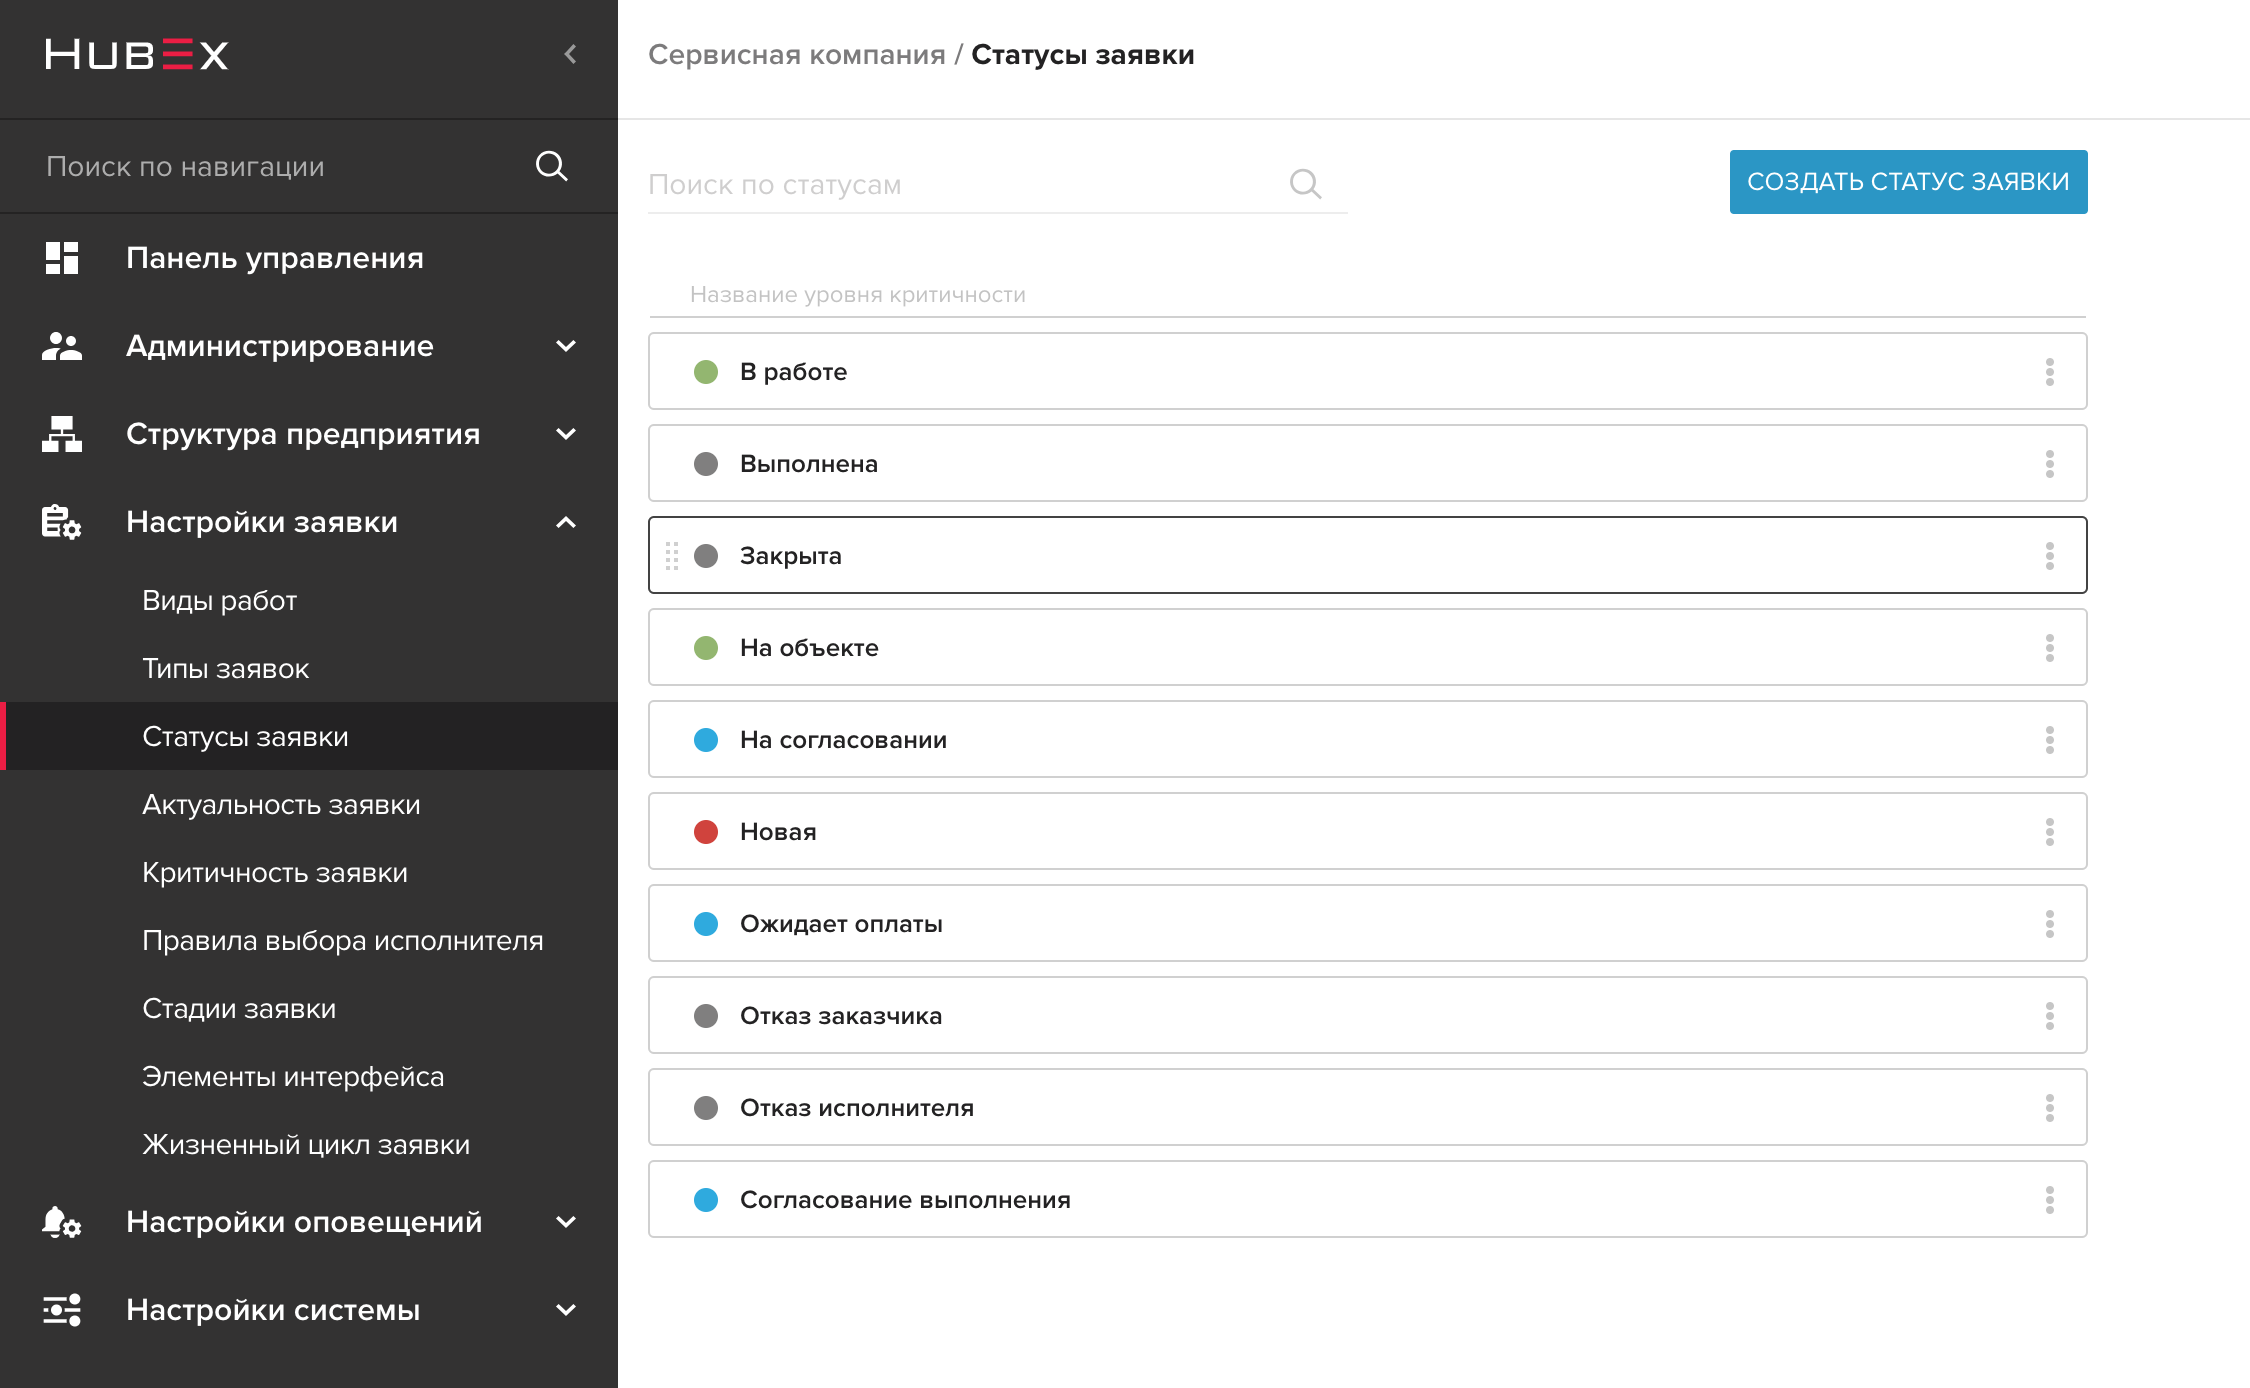 HUBEX
Поиск по навигации
Панель управления
Администрирование
Структура предприятия
Настройки заявки
Виды работ
Типы заявок
Статусы заявки
Актуальность заявки
Критичность заявки
Правила выбора исполнителя
Стадии заявки
Элементы интерфейса
Жизненный цикл заявки
Настройки оповещений
Настройки системы
Сервисная компания / Статусы заявки
Поиск по статусам
СОЗДАТЬ СТАТУС ЗАЯВКИ
Название уровня критичности
В работе
Выполнена
Закрыта
На объекте
На согласовании
Новая
Ожидает оплаты
Отказ заказчика
Отказ исполнителя
Согласование выполнения